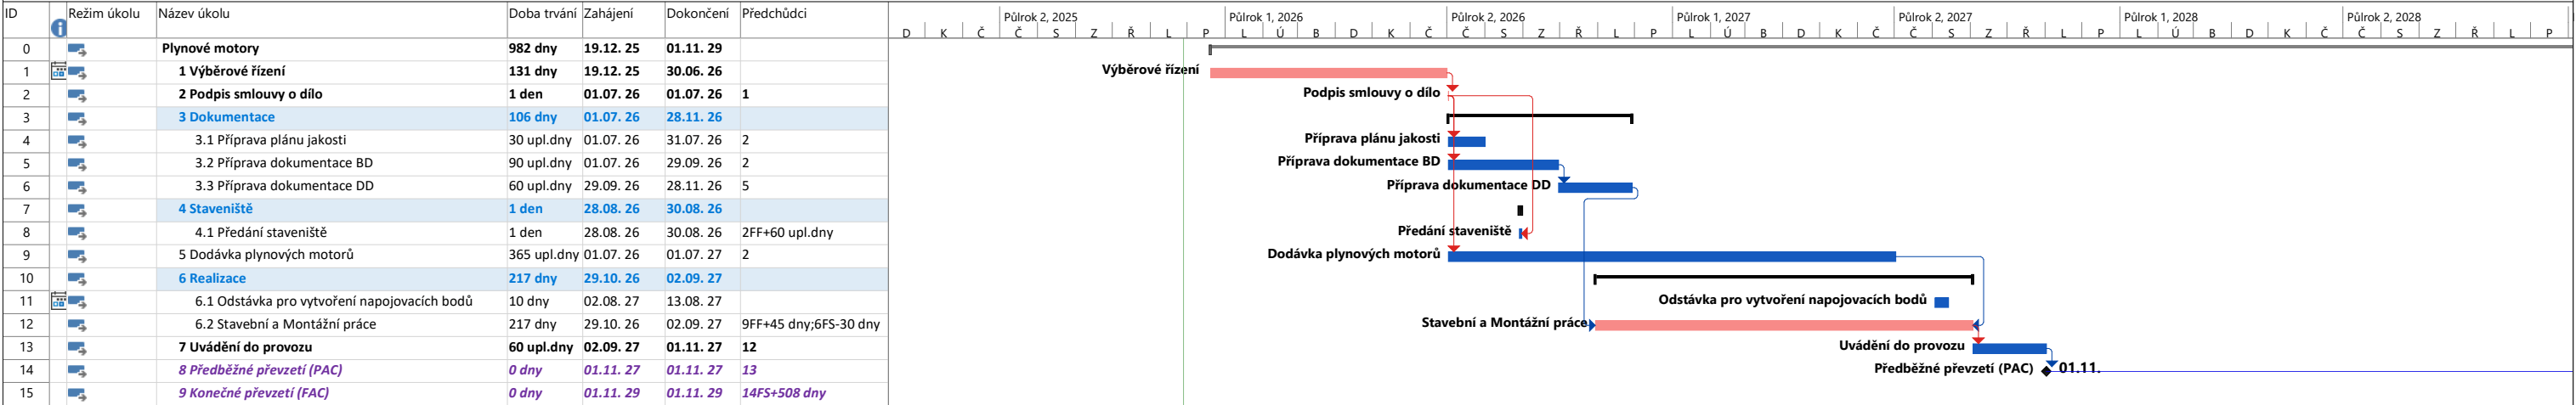 ID Režim úkolu Název úkolu Doba trvání Zahájení Dokončení Předchůdci
Půlrok 2, 2025 Půlrok 1, 2026 Půlrok 2, 2026 Půlrok 1, 2027 Půlrok 2, 2027 Půlrok 1, 2028 Půlrok 2, 2028
D K Č Č S Z Ř L P L Ú B D K Č Č S Z Ř L P L Ú B D K Č Č S Z Ř L P L Ú B D K Č Č S Z Ř L P
0 Plynové motory 982 dny 19.12. 25 01.11. 29
1 1 Výběrové řízení 131 dny 19.12. 25 30.06. 26 Výběrové řízení
2 2 Podpis smlouvy o dílo 1 den 01.07. 26 01.07. 26 1 Podpis smlouvy o dílo
3 3 Dokumentace 106 dny 01.07. 26 28.11. 26
4 3.1 Příprava plánu jakosti 30 upl.dny 01.07. 26 31.07. 26 2 Příprava plánu jakosti
5 3.2 Příprava dokumentace BD 90 upl.dny 01.07. 26 29.09. 26 2 Příprava dokumentace BD
6 3.3 Příprava dokumentace DD 60 upl.dny 29.09. 26 28.11. 26 5 Příprava dokumentace DD
7 4 Staveniště 1 den 28.08. 26 30.08. 26
8 4.1 Předání staveniště 1 den 28.08. 26 30.08. 26 2FF+60 upl.dny Předání staveniště
9 5 Dodávka plynových motorů 365 upl.dny 01.07. 26 01.07. 27 2 Dodávka plynových motorů
10 6 Realizace 217 dny 29.10. 26 02.09. 27
11 6.1 Odstávka pro vytvoření napojovacích bodů 10 dny 02.08. 27 13.08. 27 Odstávka pro vytvoření napojovacích bodů
12 6.2 Stavební a Montážní práce 217 dny 29.10. 26 02.09. 27 9FF+45 dny;6FS-30 dny Stavební a Montážní práce
13 7 Uvádění do provozu 60 upl.dny 02.09. 27 01.11. 27 12 Uvádění do provozu
14 8 Předběžné převzetí (PAC) 0 dny 01.11. 27 01.11. 27 13 Předběžné převzetí (PAC) 01.11.
15 9 Konečné převzetí (FAC) 0 dny 01.11. 29 01.11. 29 14FS+508 dny